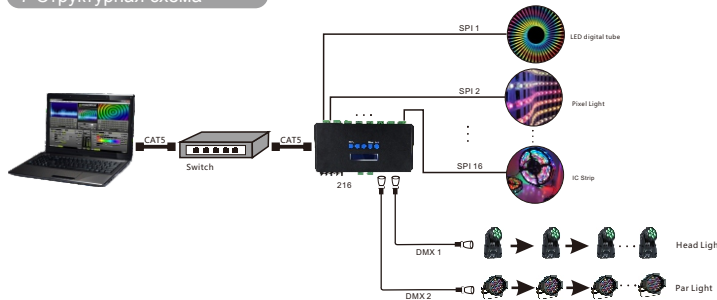 Структурная схема
SPI 1
LED digital tube
SPI 2
Pixel Light
CAT5
CAT5
Switch
SPI 16
IC Strip
216
DMX 1
Head Ligh
DMX 2
Par Light